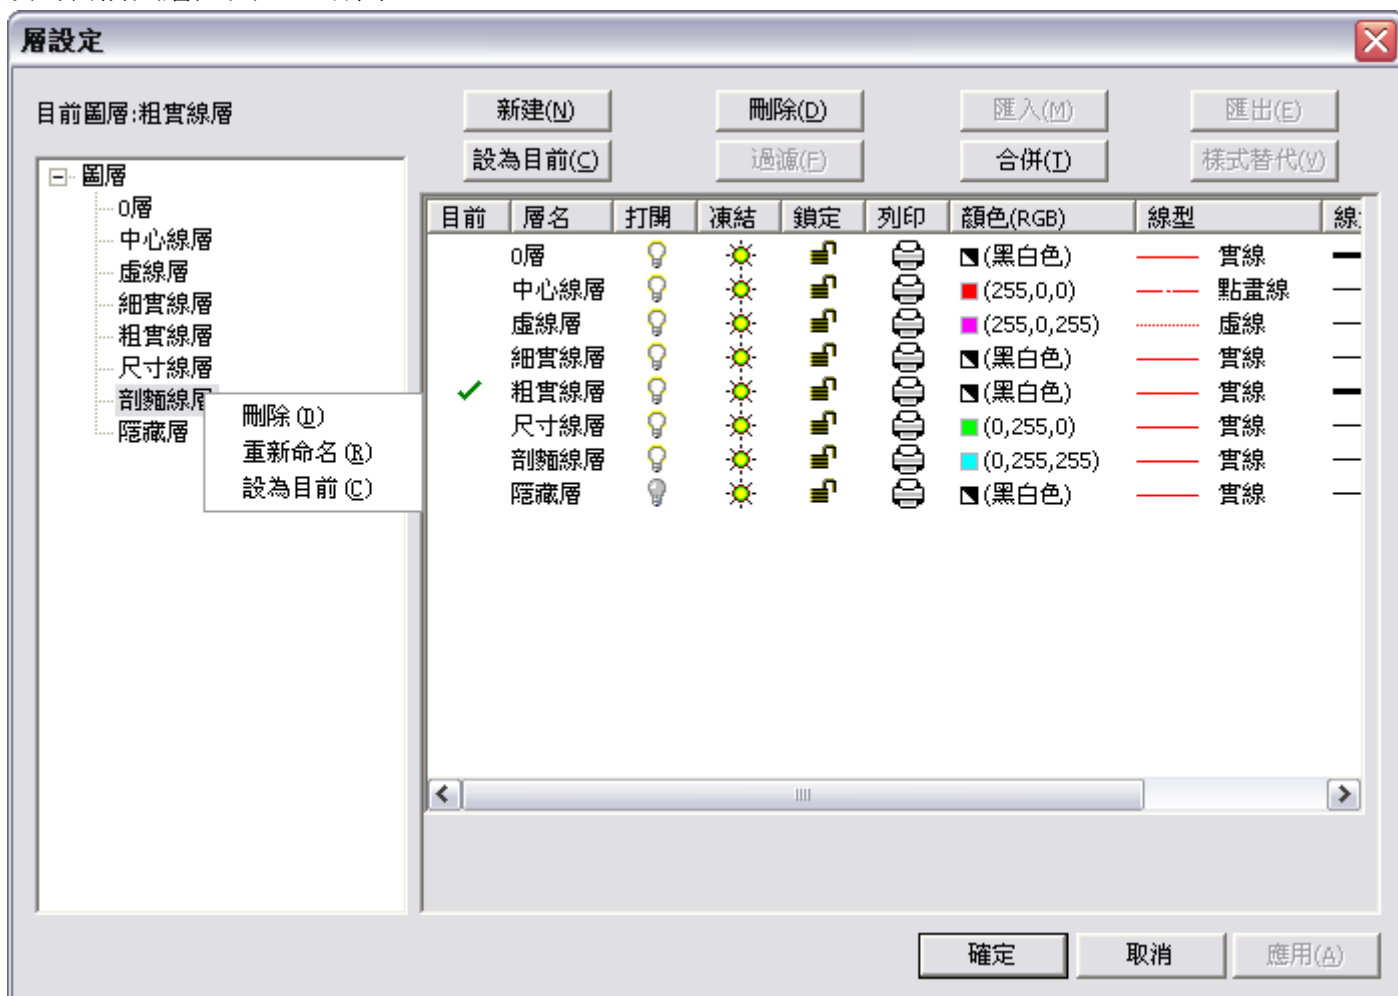 層設定
目前圖層:粗實線層
新建(N) 刪除(D) 匯入(M) 匯出(E)
設為目前(C) 過濾(F) 合併(T) 樣式替代(V)
圖層
0層
中心線層
虛線層
細實線層
粗實線層
尺寸線層
剖麵線層
隱藏層
刪除(D)
重新命名(R)
設為目前(C)
目前 層名 打開 凍結 鎖定 列印 顏色(RGB) 線型
0層 (黑白色) 實線
中心線層 (255,0,0) 點畫線
虛線層 (255,0,255) 虛線
細實線層 (黑白色) 實線
粗實線層 (黑白色) 實線
尺寸線層 (0,255,0) 實線
剖麵線層 (0,255,255) 實線
隱藏層 (黑白色) 實線
確定 取消 應用(A)